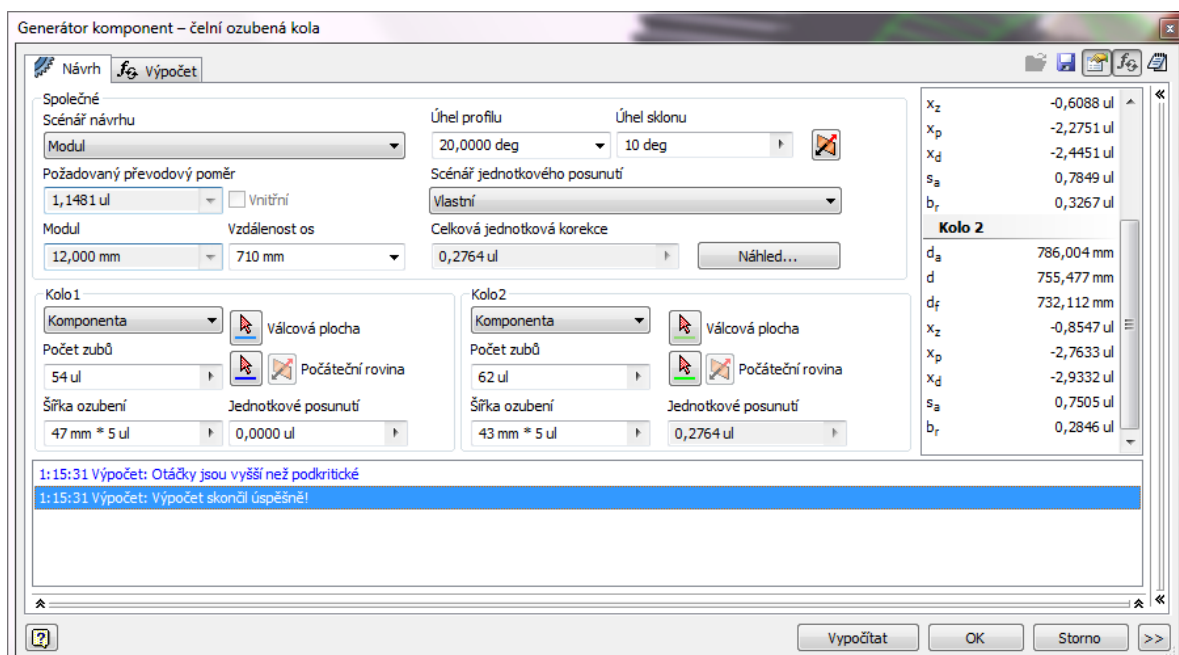 Generátor komponent – čelní ozubená kola
Návrh
Výpočet
Společné
Scénář návrhu
Modul
Úhel profilu
Úhel sklonu
20,0000 deg
10 deg
Požadovaný převodový poměr
1,1481 ul
Vnitřní
Scénář jednotkového posunutí
Vlastní
Modul
Vzdálenost os
12,000 mm
710 mm
Celková jednotková korekce
0,2764 ul
Náhled...
Kolo1
Komponenta
Válcová plocha
Počet zubů
54 ul
Počáteční rovina
Šířka ozubení
Jednotkové posunutí
47 mm * 5 ul
0,0000 ul
Kolo2
Komponenta
Válcová plocha
Počet zubů
62 ul
Počáteční rovina
Šířka ozubení
Jednotkové posunutí
43 mm * 5 ul
0,2764 ul
xz -0,6088 ul
xp -2,2751 ul
xd -2,4451 ul
sa 0,7849 ul
br 0,3267 ul
Kolo 2
da 786,004 mm
d 755,477 mm
df 732,112 mm
xz -0,8547 ul
xp -2,7633 ul
xd -2,9332 ul
sa 0,7505 ul
br 0,2846 ul
1:15:31 Výpočet: Otáčky jsou vyšší než podkritické
1:15:31 Výpočet: Výpočet skončil úspěšně!
Vypočítat
OK
Storno
>>